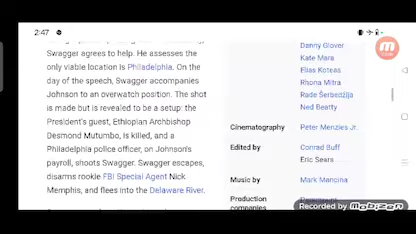 2:47
Swagger agrees to help. He assesses the
only viable location is Philadelphia. On
the day of the speech, Swagger accompanies
Johnson to an overwatch position. The shot
is made but is revealed to be a setup: the
President's guest, Ethiopian Archbishop
Desmond Mutumbo, is killed, and a
Philadelphia police officer, on Johnson's
payroll, shoots Swagger. Swagger escapes,
disarms rookie FBI Special Agent Nick
Memphis, and flees into the Delaware River.
Danny Glover
Kate Mara
Elias Koteas
Rhona Mitra
Rade Šerbedžija
Ned Beatty
Cinematography Peter Menzies Jr.
Edited by Conrad Buff
Eric Sears
Music by Mark Mancina
Production
companies
Recorded by Mobizen